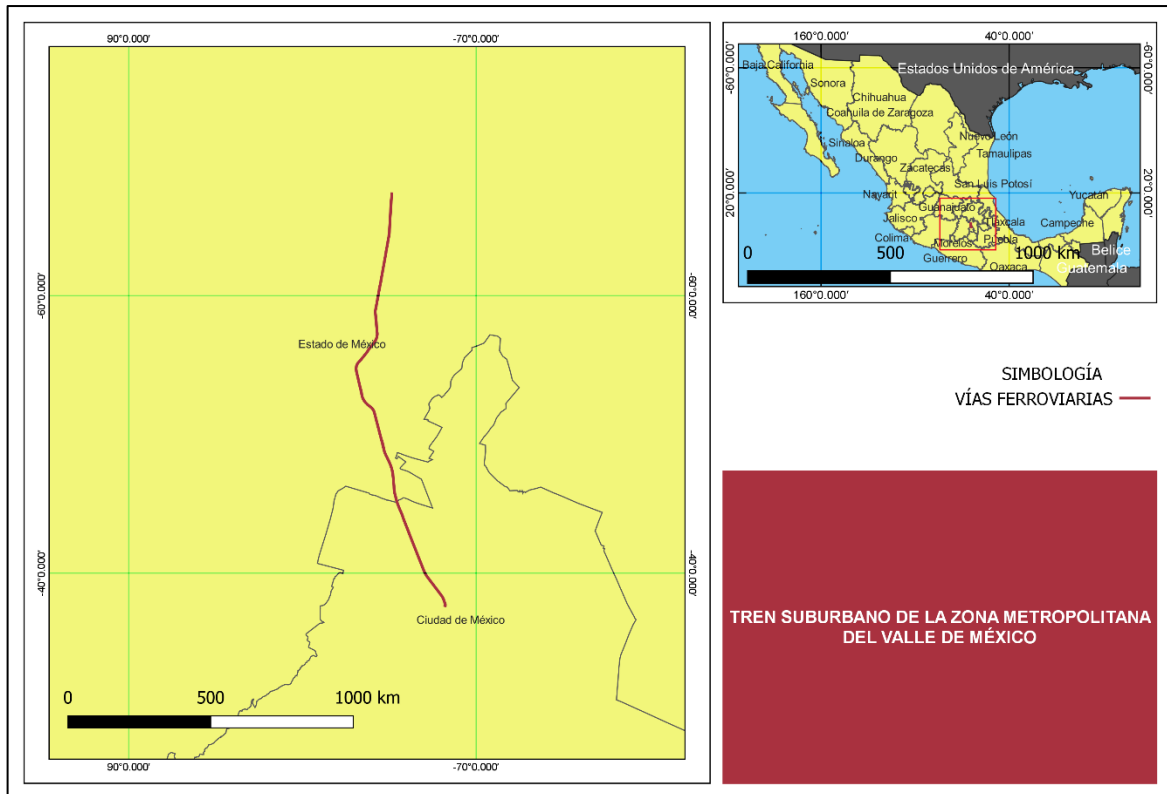 90°0.000'
-70°0.000'
-60°0.000'
-60°0.000'
-40°0.000'
-40°0.000'
Estado de México
Ciudad de México
0
500
1000 km
90°0.000'
-70°0.000'
160°0.000'
40°0.000'
-60°0.000'
-60°0.000'
Estados Unidos de América
Baja California
Sonora
Chihuahua
Coahuila de Zaragoza
Nuevo León
Sinaloa
Tamaulipas
Durango
Zacatecas
San Luis Potosí
Nayarit
Yucatán
20°0.000'
20°0.000'
Guanajuato
Jalisco
Tlaxcala
Campeche
Colima
Morelos
Puebla
Guerrero
Oaxaca
Belice
Guatemala
0
500
1000 km
160°0.000'
40°0.000'
SIMBOLOGÍA
VÍAS FERROVIARIAS
TREN SUBURBANO DE LA ZONA METROPOLITANA
DEL VALLE DE MÉXICO